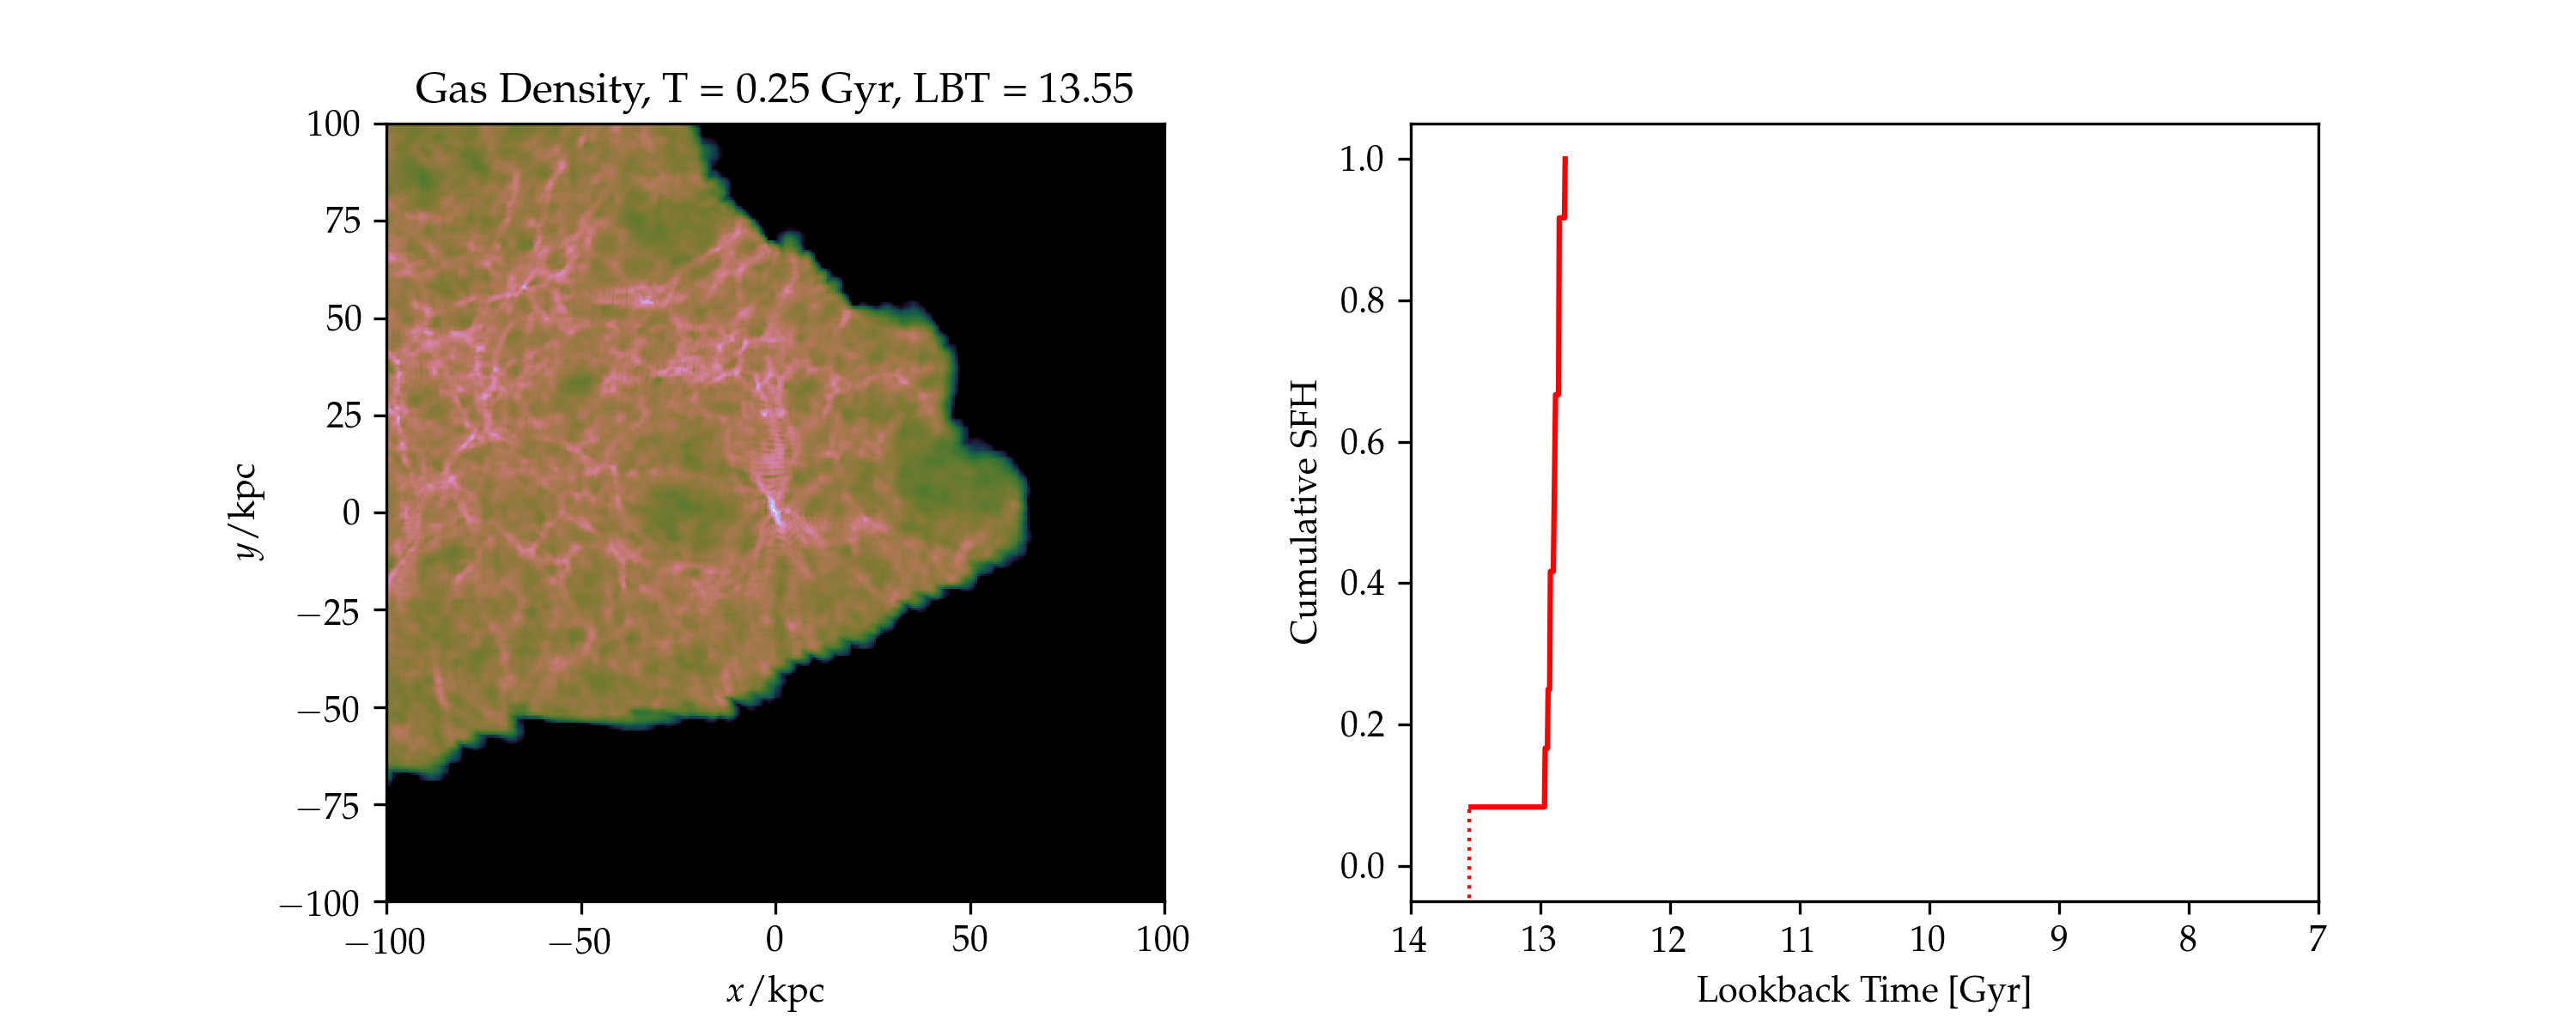 Gas Density, T = 0.25 Gyr, LBT = 13.55
100
75
50
25
0
−25
−50
−75
−100
y/kpc
−100 −50 0 50 100
x/kpc
1.0
0.8
0.6
0.4
0.2
0.0
Cumulative SFH
14 13 12 11 10 9 8 7
Lookback Time [Gyr]